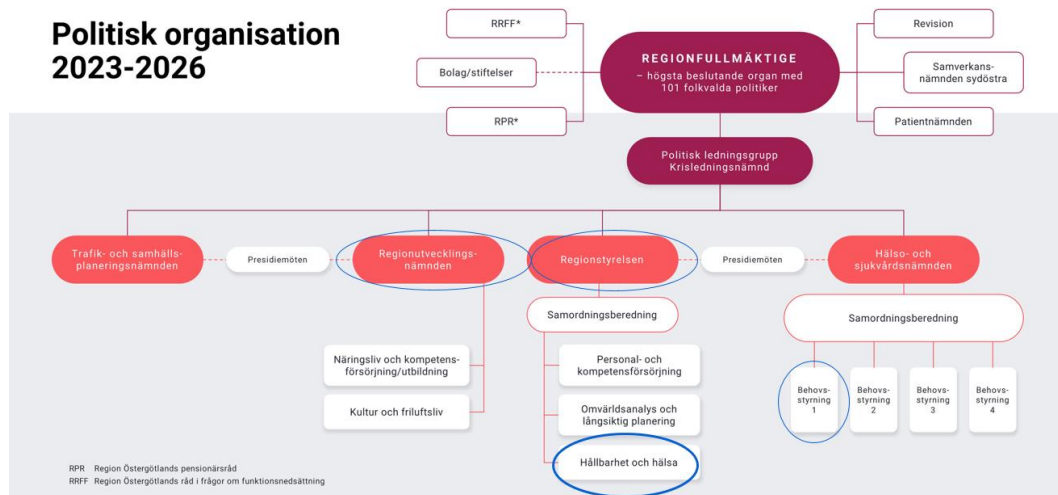 Politisk organisation
2023-2026
RRFF*
Bolag/stiftelser
RPR*
REGIONFULLMÄKTIGE
– högsta beslutande organ med
101 folkvalda politiker
Revision
Samverkans-
nämnden sydöstra
Patientnämnden
Politisk ledningsgrupp
Krisledningsnämnd
Trafik- och samhälls-
planeringsnämnden
Presidiemöten
Regionutvecklings-
nämnden
Regionstyrelsen
Presidiemöten
Hälso- och
sjukvårdsnämnden
Näringsliv och kompetens-
försörjning/utbildning
Kultur och friluftsliv
Samordningsberedning
Personal- och
kompetensförsörjning
Omvärldsanalys och
långsiktig planering
Hållbarhet och hälsa
Samordningsberedning
Behovs-
styrning
1
Behovs-
styrning
2
Behovs-
styrning
3
Behovs-
styrning
4
RPR Region Östergötlands pensionärsråd
RRFF Region Östergötlands råd i frågor om funktionsnedsättning